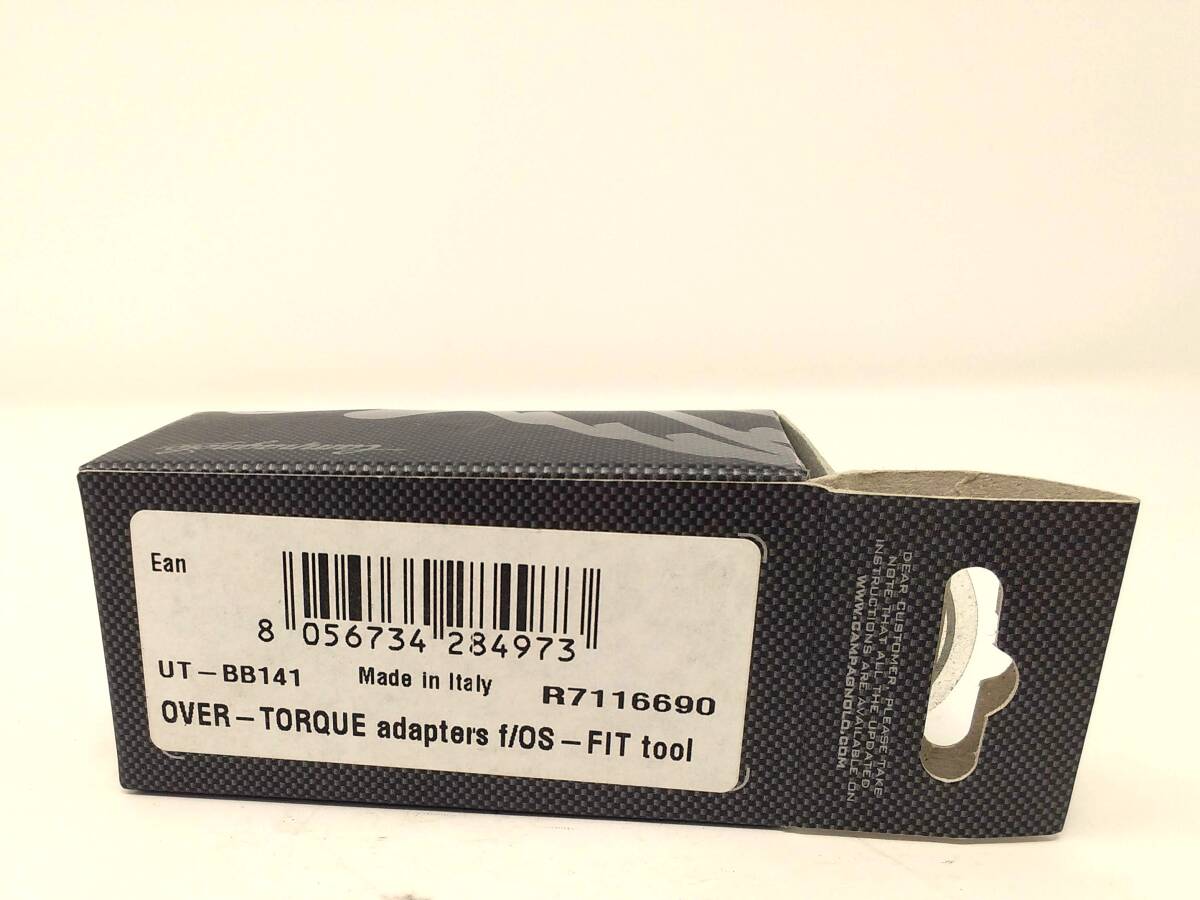 Campagnolo
Ean
8 056734 284973
UT-BB141 Made in Italy R7116690
OVER-TORQUE adapters f/OS-FIT tool
DEAR CUSTOMER, PLEASE TAKE
NOTE THAT ALL THE UPDATED
INSTRUCTIONS ARE AVAILABLE ON
WWW.CAMPAGNOLO.COM